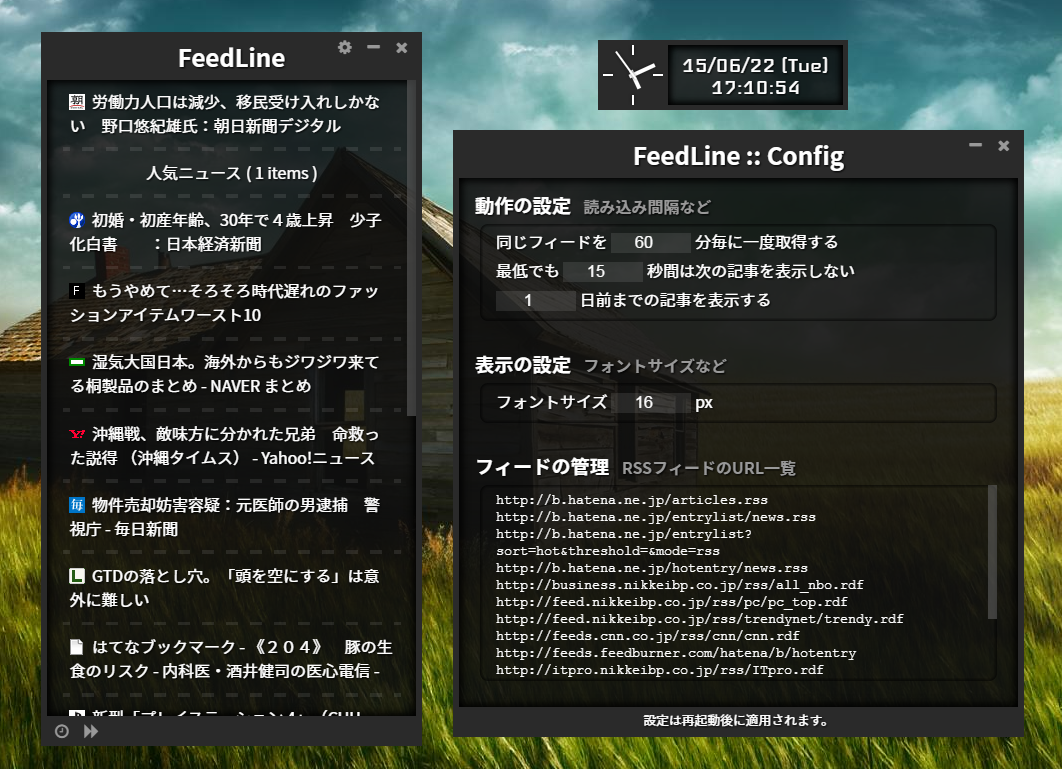 FeedLine
労働力人口は減少、移民受け入れしかな
い　野口悠紀雄氏：朝日新聞デジタル
人気ニュース ( 1 items )
初婚・初産年齢、30年で４歳上昇　少子
化白書　　：日本経済新聞
F もうやめて…そろそろ時代遅れのファッ
ションアイテムワースト10
湿気大国日本。海外からもジワジワ来て
る桐製品のまとめ - NAVER まとめ
Y! 沖縄戦、敵味方に分かれた兄弟　命救っ
た説得 （沖縄タイムス） - Yahoo!ニュース
毎 物件売却妨害容疑：元医師の男逮捕　警
視庁 - 毎日新聞
L GTDの落とし穴。「頭を空にする」は意
外に難しい
はてなブックマーク - 《２０４》　豚の生
食のリスク - 内科医・酒井健司の医心電信 -
15/06/22 (Tue)
17:10:54
FeedLine :: Config
動作の設定 読み込み間隔など
同じフィードを 60 分毎に一度取得する
最低でも 15 秒間は次の記事を表示しない
1 日前までの記事を表示する
表示の設定 フォントサイズなど
フォントサイズ 16 px
フィードの管理 RSSフィードのURL一覧
http://b.hatena.ne.jp/articles.rss
http://b.hatena.ne.jp/entrylist/news.rss
http://b.hatena.ne.jp/entrylist?
sort=hot&threshold=&mode=rss
http://b.hatena.ne.jp/hotentry/news.rss
http://business.nikkeibp.co.jp/rss/all_nbo.rdf
http://feed.nikkeibp.co.jp/rss/pc/pc_top.rdf
http://feed.nikkeibp.co.jp/rss/trendynet/trendy.rdf
http://feeds.cnn.co.jp/rss/cnn/cnn.rdf
http://feeds.feedburner.com/hatena/b/hotentry
http://itpro.nikkeibp.co.jp/rss/ITpro.rdf
設定は再起動後に適用されます。